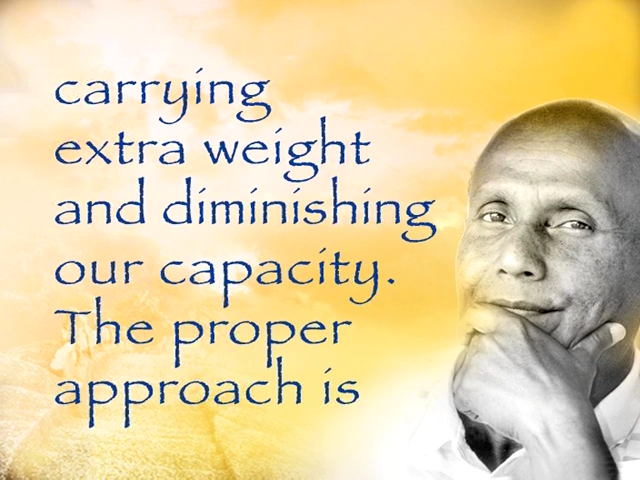 carrying
extra weight
and diminishing
our capacity.
The proper
approach is